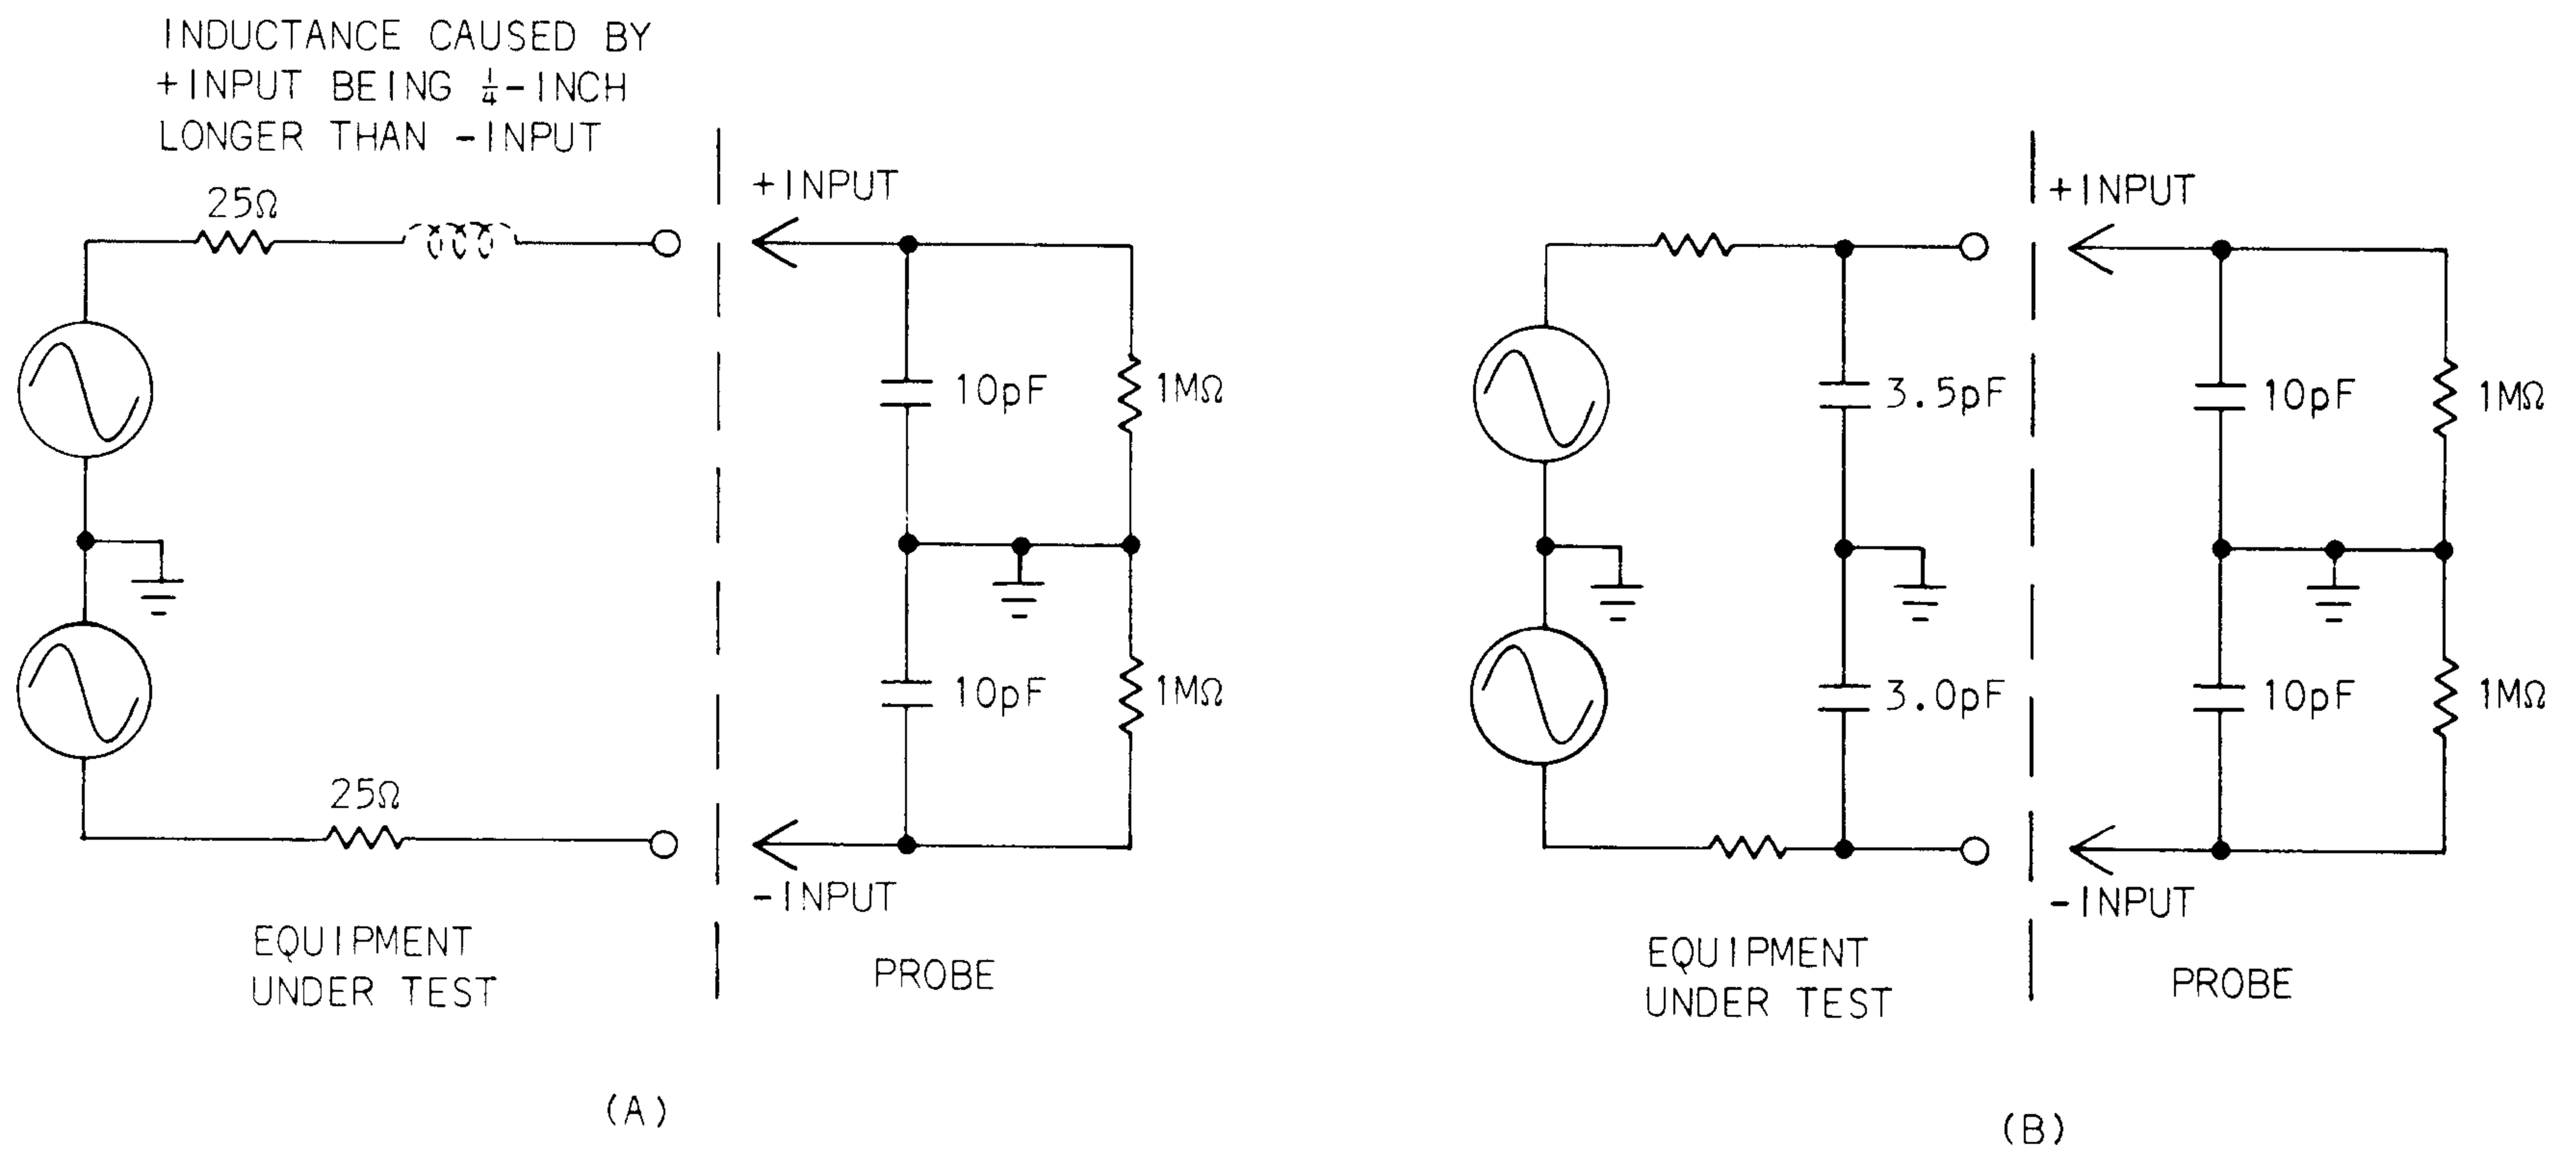 INDUCTANCE CAUSED BY
+INPUT BEING ¼-INCH
LONGER THAN -INPUT
25Ω
+INPUT
10pF
1MΩ
10pF
1MΩ
25Ω
-INPUT
EQUIPMENT
UNDER TEST
PROBE
(A)
+INPUT
3.5pF
10pF
1MΩ
3.0pF
10pF
1MΩ
-INPUT
EQUIPMENT
UNDER TEST
PROBE
(B)